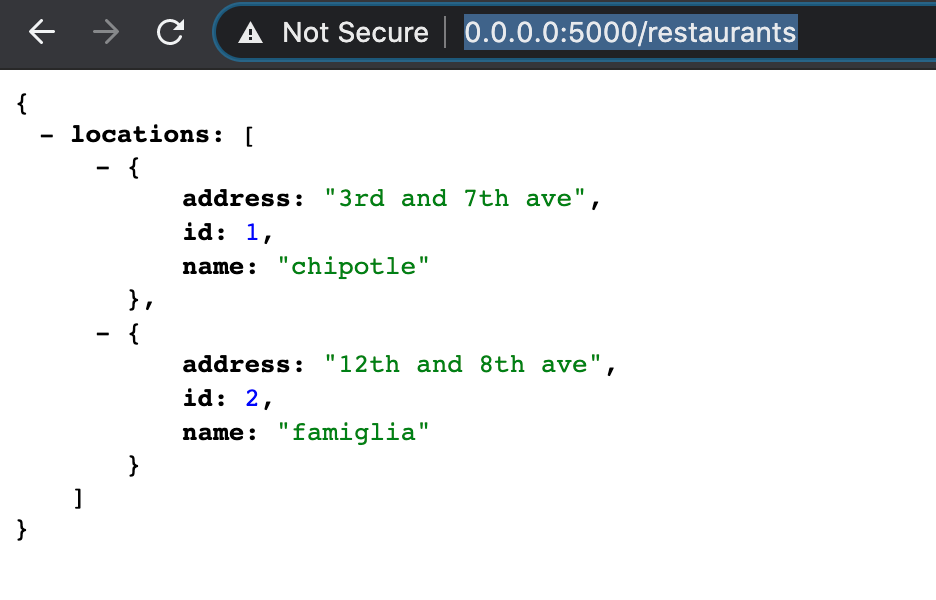 Not Secure | 0.0.0.0:5000/restaurants
{
- locations: [
- {
address: "3rd and 7th ave",
id: 1,
name: "chipotle"
},
- {
address: "12th and 8th ave",
id: 2,
name: "famiglia"
}
]
}